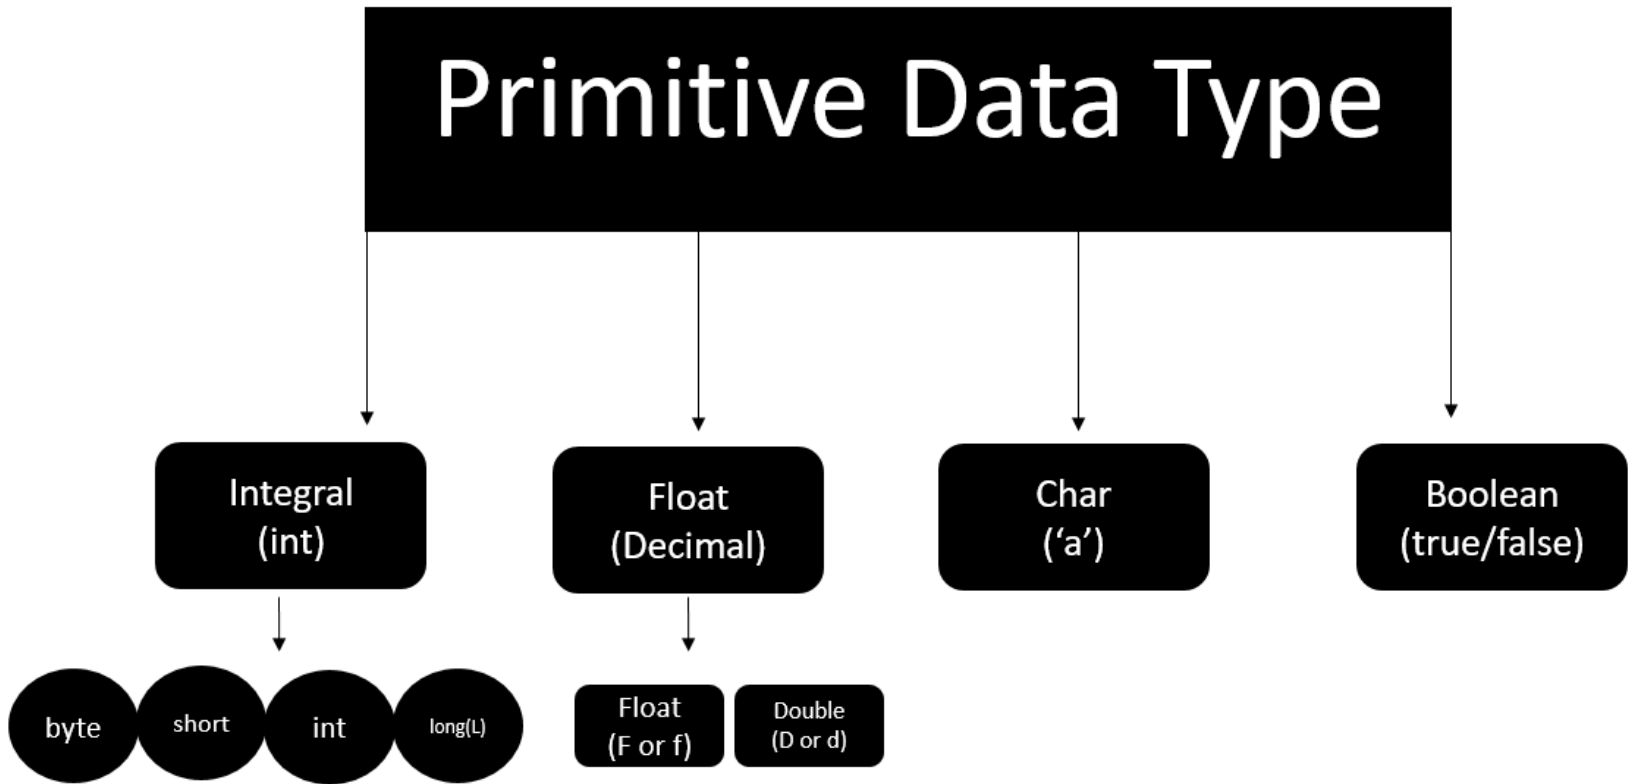 Primitive Data Type
Integral
(int)
Float
(Decimal)
Char
(‘a’)
Boolean
(true/false)
byte
short
int
long(L)
Float
(F or f)
Double
(D or d)